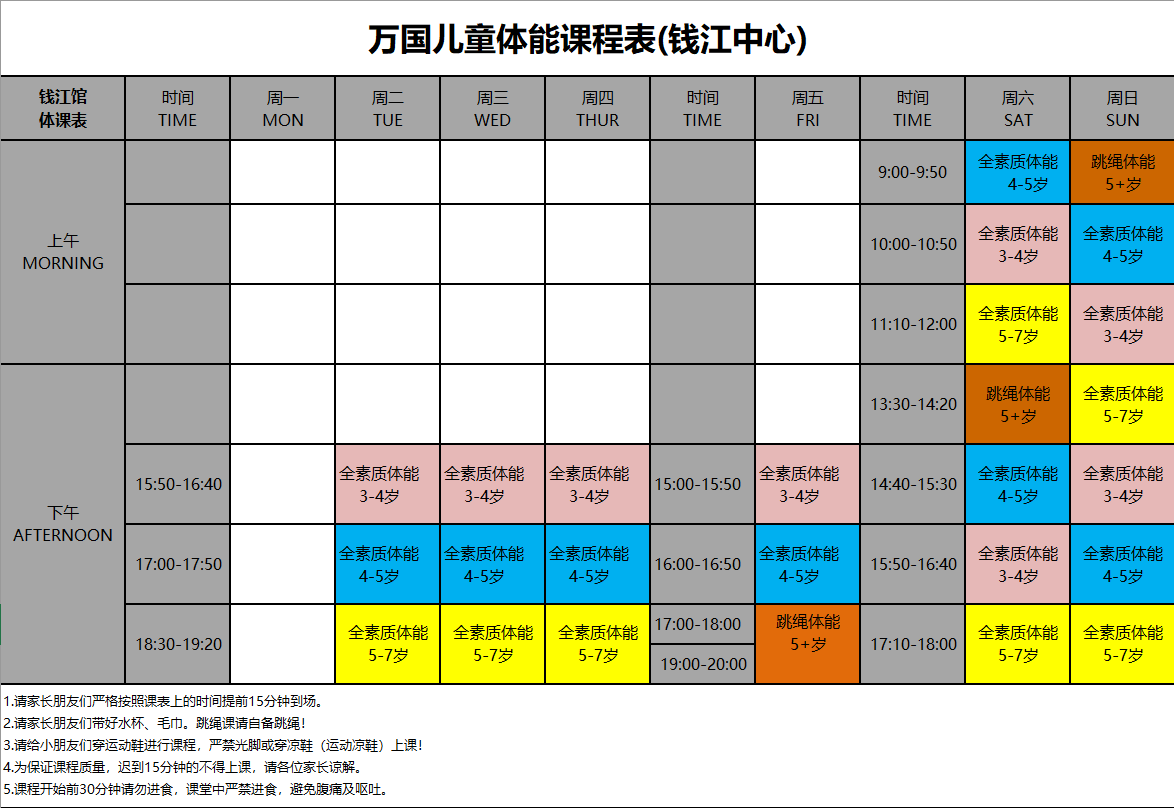 万国儿童体能课程表(钱江中心)
钱江馆
体课表
时间
TIME
周一
MON
周二
TUE
周三
WED
周四
THUR
时间
TIME
周五
FRI
时间
TIME
周六
SAT
周日
SUN
上午
MORNING
9:00-9:50
全素质体能
4-5岁
跳绳体能
5+岁
10:00-10:50
全素质体能
3-4岁
全素质体能
4-5岁
11:10-12:00
全素质体能
5-7岁
全素质体能
3-4岁
下午
AFTERNOON
13:30-14:20
跳绳体能
5+岁
全素质体能
5-7岁
15:50-16:40
全素质体能
3-4岁
全素质体能
3-4岁
全素质体能
3-4岁
15:00-15:50
全素质体能
3-4岁
14:40-15:30
全素质体能
4-5岁
全素质体能
3-4岁
17:00-17:50
全素质体能
4-5岁
全素质体能
4-5岁
全素质体能
4-5岁
16:00-16:50
全素质体能
4-5岁
15:50-16:40
全素质体能
3-4岁
全素质体能
4-5岁
18:30-19:20
全素质体能
5-7岁
全素质体能
5-7岁
全素质体能
5-7岁
17:00-18:00
19:00-20:00
跳绳体能
5+岁
17:10-18:00
全素质体能
5-7岁
全素质体能
5-7岁
1.请家长朋友们严格按照课表上的时间提前15分钟到场。
2.请家长朋友们带好水杯、毛巾。跳绳课请自备跳绳！
3.请给小朋友们穿运动鞋进行课程，严禁光脚或穿凉鞋（运动凉鞋）上课！
4.为保证课程质量，迟到15分钟的不得上课，请各位家长谅解。
5.课程开始前30分钟请勿进食，课堂中严禁进食，避免腹痛及呕吐。